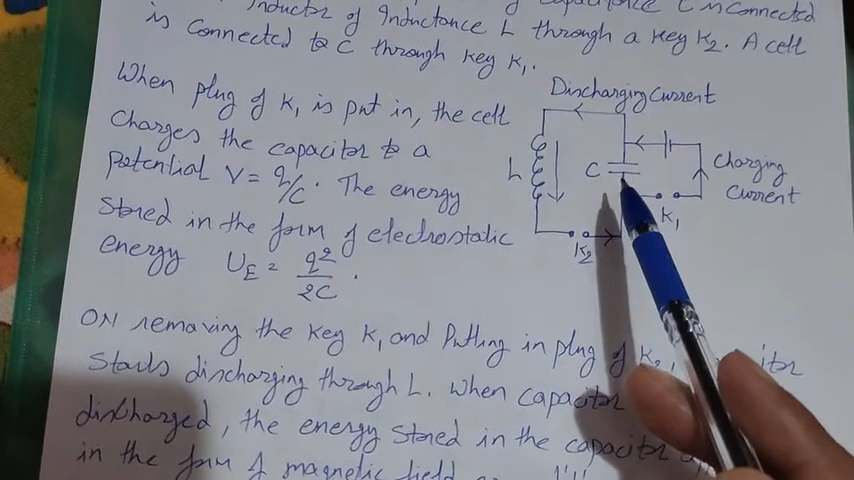 Inductor of Inductance L through a Key K2. A cell
is connected to C through key K1.
When plug of K1 is put in, the cell
charges the capacitor to a
Potential V = q/C. The energy
stored in the form of electrostatic
energy UE = q²/2C.
Discharging Current
L
C
Charging
Current
K1
K2
ON removing the key K1 and Putting in plug of K2,
starts discharging through L. When capacitor
discharged, the energy stored in the capacitor
in the form of magnetic field